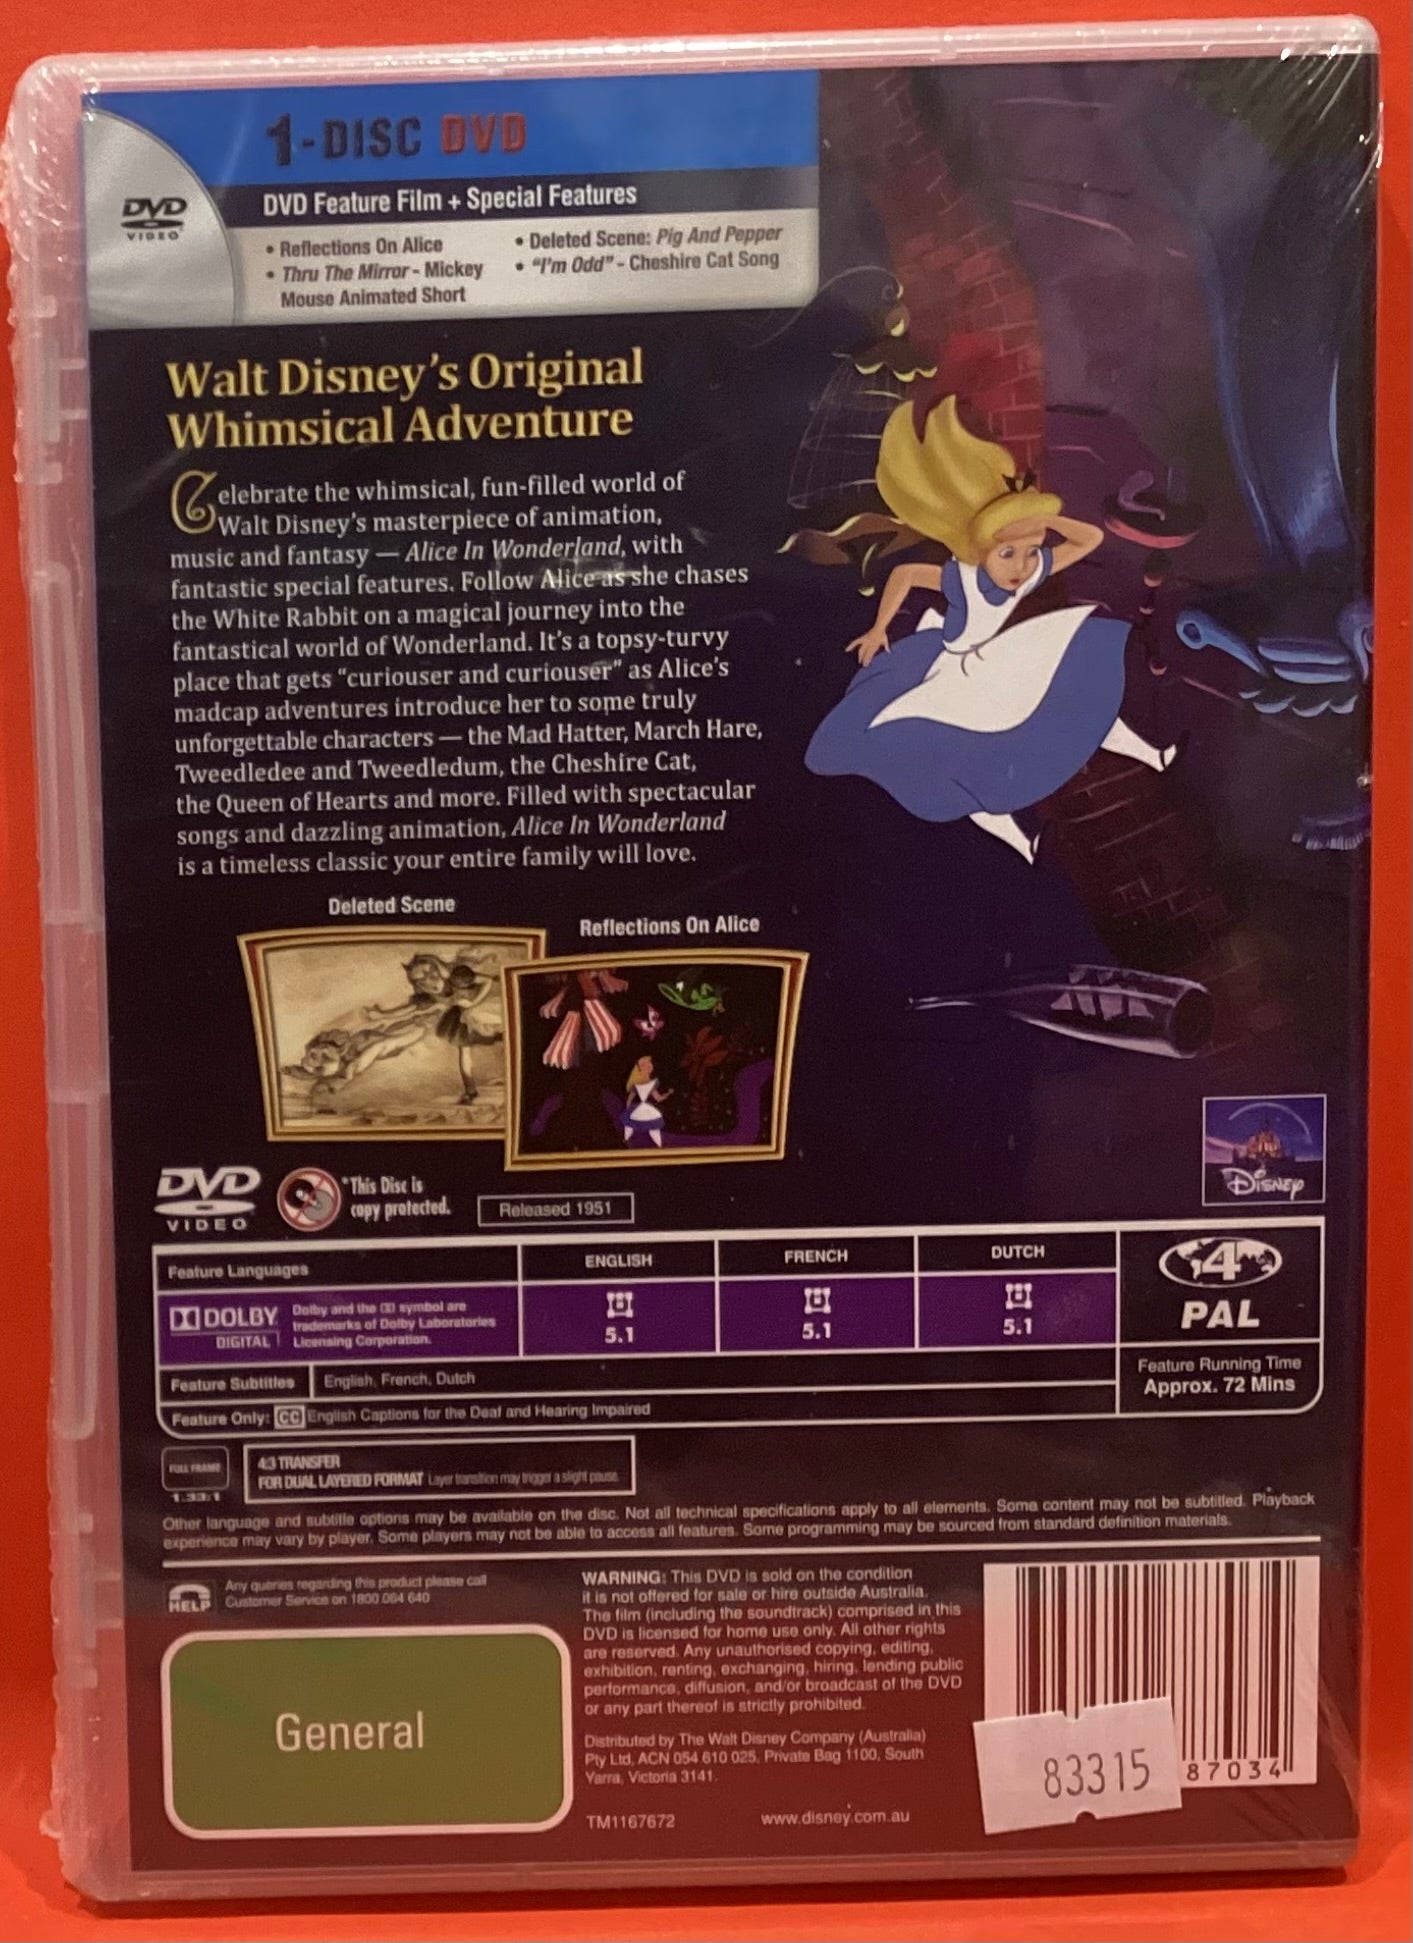 1-DISC DVD
DVD
VIDEO
DVD Feature Film + Special Features
• Reflections On Alice
• Thru The Mirror - Mickey
Mouse Animated Short
• Deleted Scene: Pig And Pepper
• "I'm Odd" - Cheshire Cat Song
Walt Disney's Original
Whimsical Adventure
Celebrate the whimsical, fun-filled world of
Walt Disney's masterpiece of animation,
music and fantasy — Alice In Wonderland, with
fantastic special features. Follow Alice as she chases
the White Rabbit on a magical journey into the
fantastical world of Wonderland. It's a topsy-turvy
place that gets "curiouser and curiouser" as Alice's
madcap adventures introduce her to some truly
unforgettable characters — the Mad Hatter, March Hare,
Tweedledee and Tweedledum, the Cheshire Cat,
the Queen of Hearts and more. Filled with spectacular
songs and dazzling animation, Alice In Wonderland
is a timeless classic your entire family will love.
Deleted Scene
Reflections On Alice
DVD
VIDEO
*This Disc is
copy protected.
Released 1951
Disney
Feature Languages
ENGLISH
FRENCH
DUTCH
DOLBY
DIGITAL
Dolby and the DD symbol are
trademarks of Dolby Laboratories
Licensing Corporation.
5.1
5.1
5.1
4
PAL
Feature Subtitles
English, French, Dutch
Feature Running Time
Approx. 72 Mins
Feature Only: CC English Captions for the Deaf and Hearing Impaired
FULL FRAME
1.33:1
4:3 TRANSFER
FOR DUAL LAYERED FORMAT Layer transition may trigger a slight pause.
Other language and subtitle options may be available on the disc. Not all technical specifications apply to all elements. Some content may not be subtitled. Playback
experience may vary by player. Some players may not be able to access all features. Some programming may be sourced from standard definition materials.
HELP
Any queries regarding this product please call
Customer Service on 1800 064 640
General
WARNING: This DVD is sold on the condition
it is not offered for sale or hire outside Australia.
The film (including the soundtrack) comprised in this
DVD is licensed for home use only. All other rights
are reserved. Any unauthorised copying, editing,
exhibition, renting, exchanging, hiring, lending public
performance, diffusion, and/or broadcast of the DVD
or any part thereof is strictly prohibited.
Distributed by The Walt Disney Company (Australia)
Pty Ltd, ACN 054 610 025, Private Bag 1100, South
Yarra, Victoria 3141.
TM1167672
www.disney.com.au
83315
87034